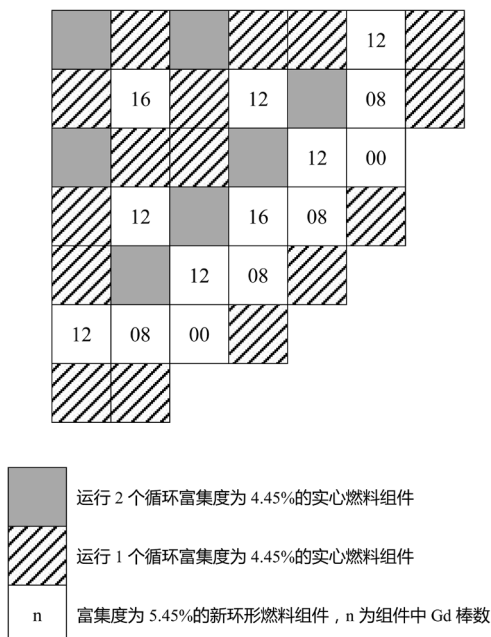 12
16 12 08
12 00
12 16 08
12 08
12 08 00
运行 2 个循环富集度为 4.45%的实心燃料组件
运行 1 个循环富集度为 4.45%的实心燃料组件
n 富集度为 5.45%的新环形燃料组件，n 为组件中 Gd 棒数